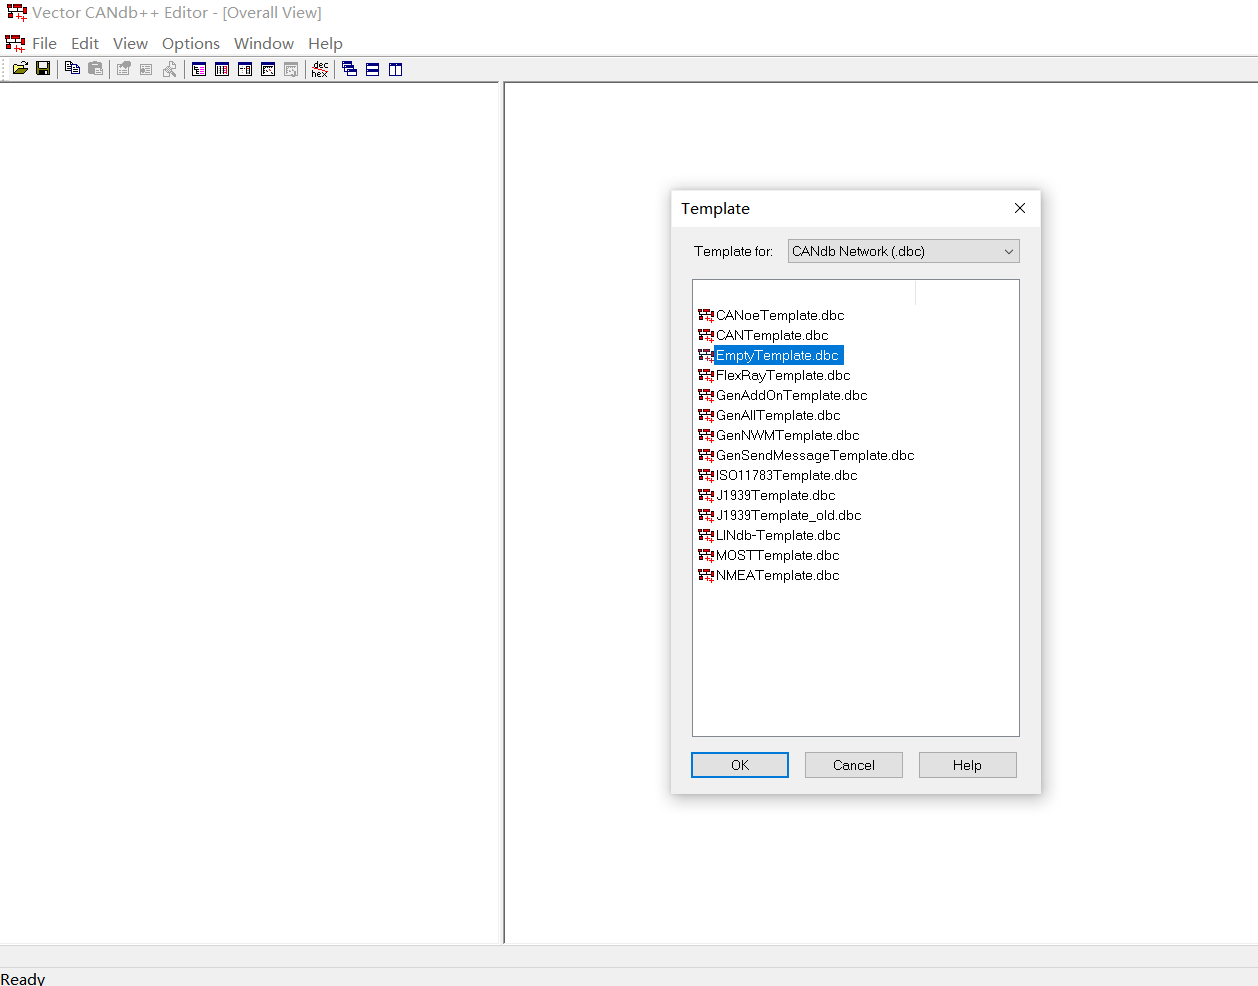 Vector CANdb++ Editor - [Overall View]
File Edit View Options Window Help
dec
hex
Template
Template for: CANdb Network (.dbc)
CANoeTemplate.dbc
CANTemplate.dbc
EmptyTemplate.dbc
FlexRayTemplate.dbc
GenAddOnTemplate.dbc
GenAllTemplate.dbc
GenNWMTemplate.dbc
GenSendMessageTemplate.dbc
ISO11783Template.dbc
J1939Template.dbc
J1939Template_old.dbc
LINdb-Template.dbc
MOSTTemplate.dbc
NMEATemplate.dbc
OK Cancel Help
Ready